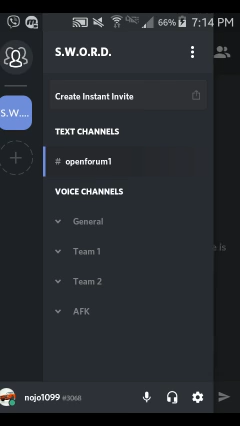 66% 7:14 PM
S.W.O.R.D.
Create Instant Invite
S.W....
TEXT CHANNELS
# openforum1
VOICE CHANNELS
General
Team 1
e is
Team 2
AFK
nojo1099 #3068